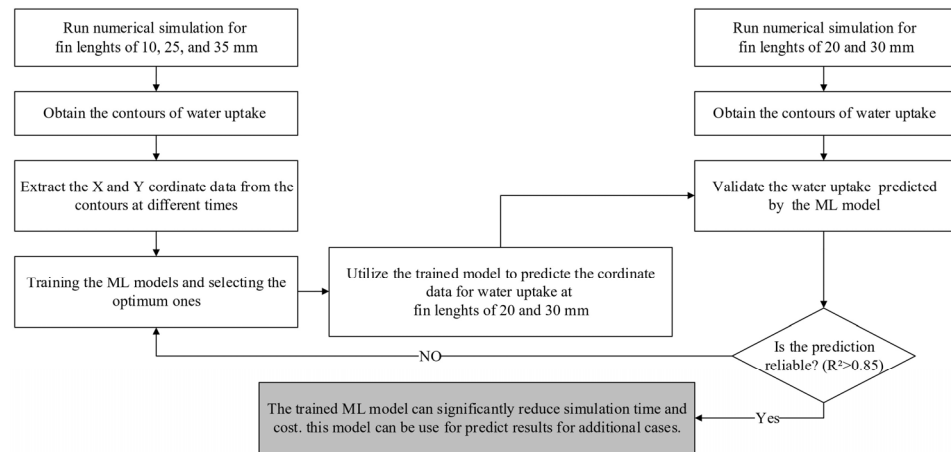 Run numerical simulation for
fin lenghts of 10, 25, and 35 mm
Obtain the contours of water uptake
Extract the X and Y cordinate data from the
contours at different times
Training the ML models and selecting the
optimum ones
Utilize the trained model to predicte the cordinate
data for water uptake at
fin lenghts of 20 and 30 mm
Run numerical simulation for
fin lenghts of 20 and 30 mm
Obtain the contours of water uptake
Validate the water uptake predicted
by the ML model
Is the prediction
reliable? (R²>0.85)
NO
Yes
The trained ML model can significantly reduce simulation time and
cost. this model can be use for predict results for additional cases.